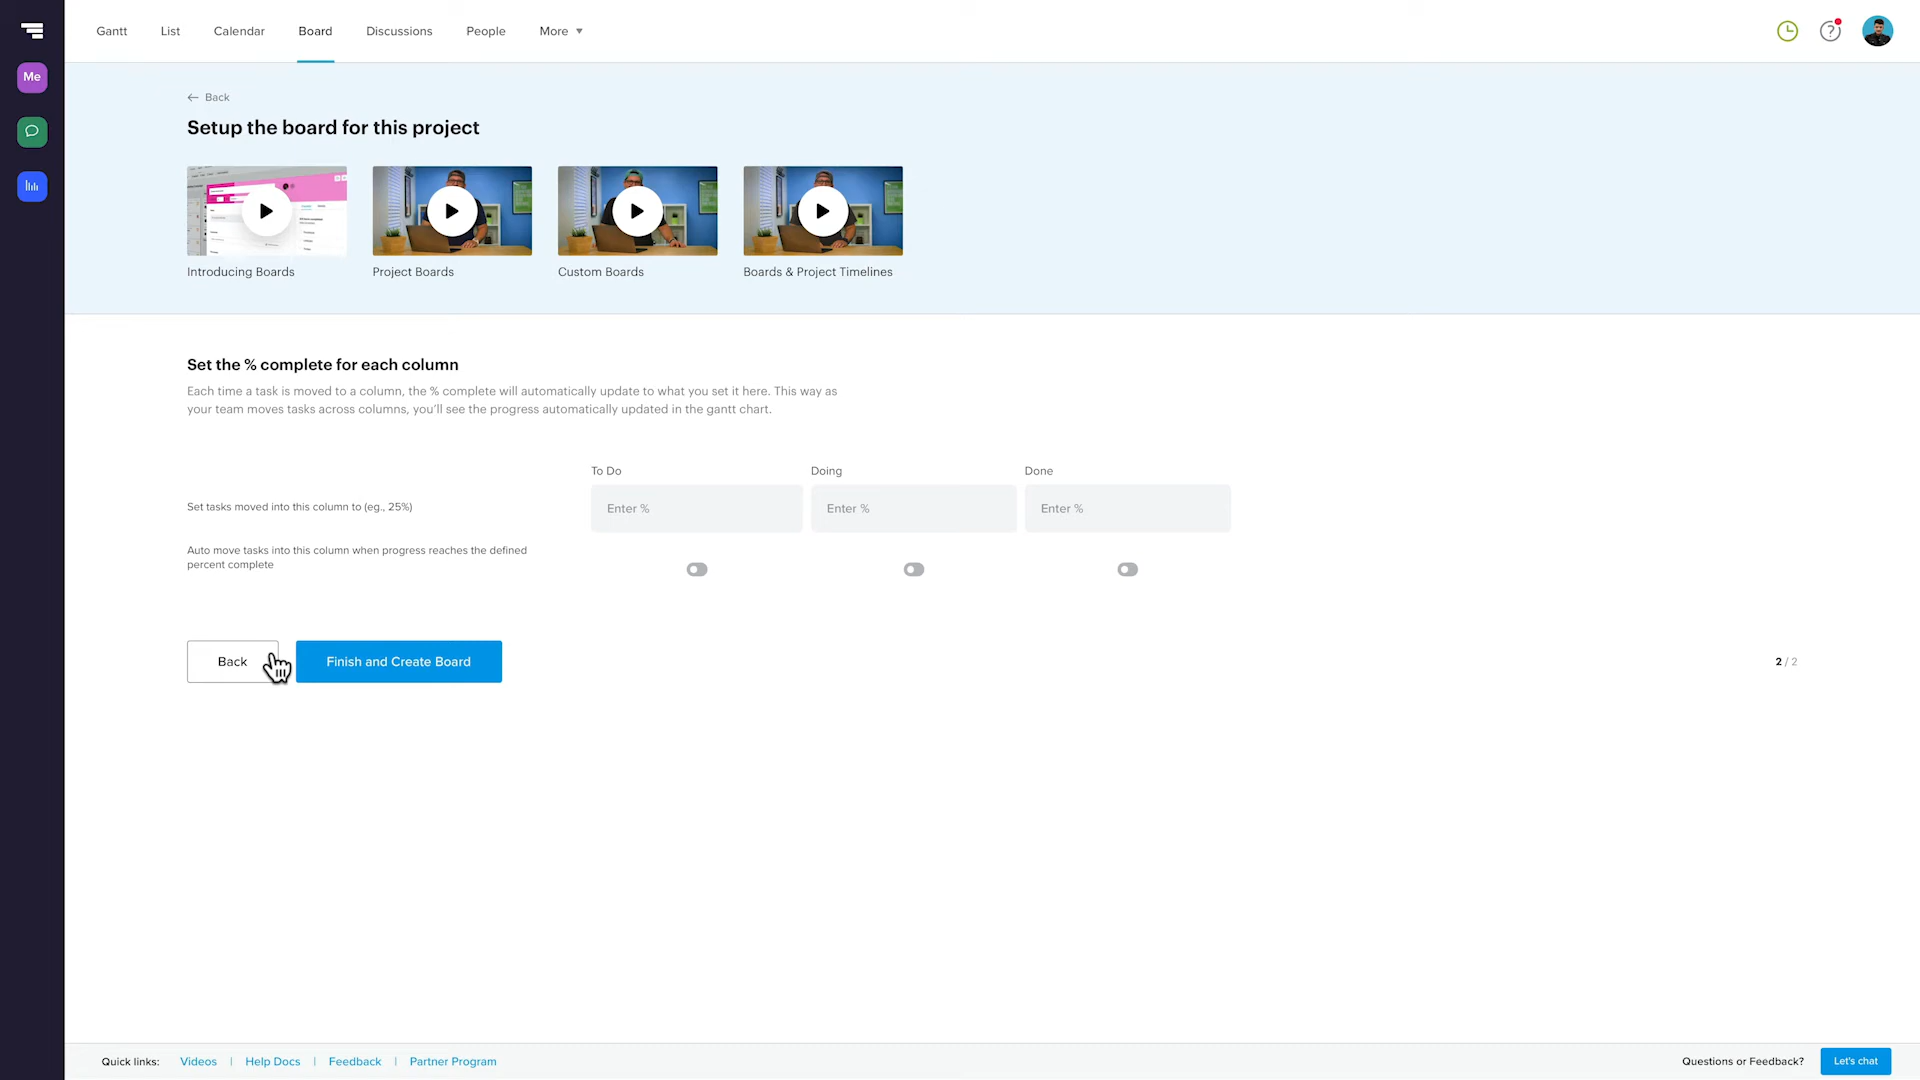 Gantt
List
Calendar
Board
Discussions
People
More
Me
Back
Setup the board for this project
Introducing Boards
Project Boards
Custom Boards
Boards & Project Timelines
Set the % complete for each column
Each time a task is moved to a column, the % complete will automatically update to what you set it here. This way as
your team moves tasks across columns, you'll see the progress automatically updated in the gantt chart.
To Do
Doing
Done
Set tasks moved into this column to (eg., 25%)
Enter %
Enter %
Enter %
Auto move tasks into this column when progress reaches the defined
percent complete
Back
Finish and Create Board
2 / 2
Quick links:
Videos
Help Docs
Feedback
Partner Program
Questions or Feedback?
Let's chat